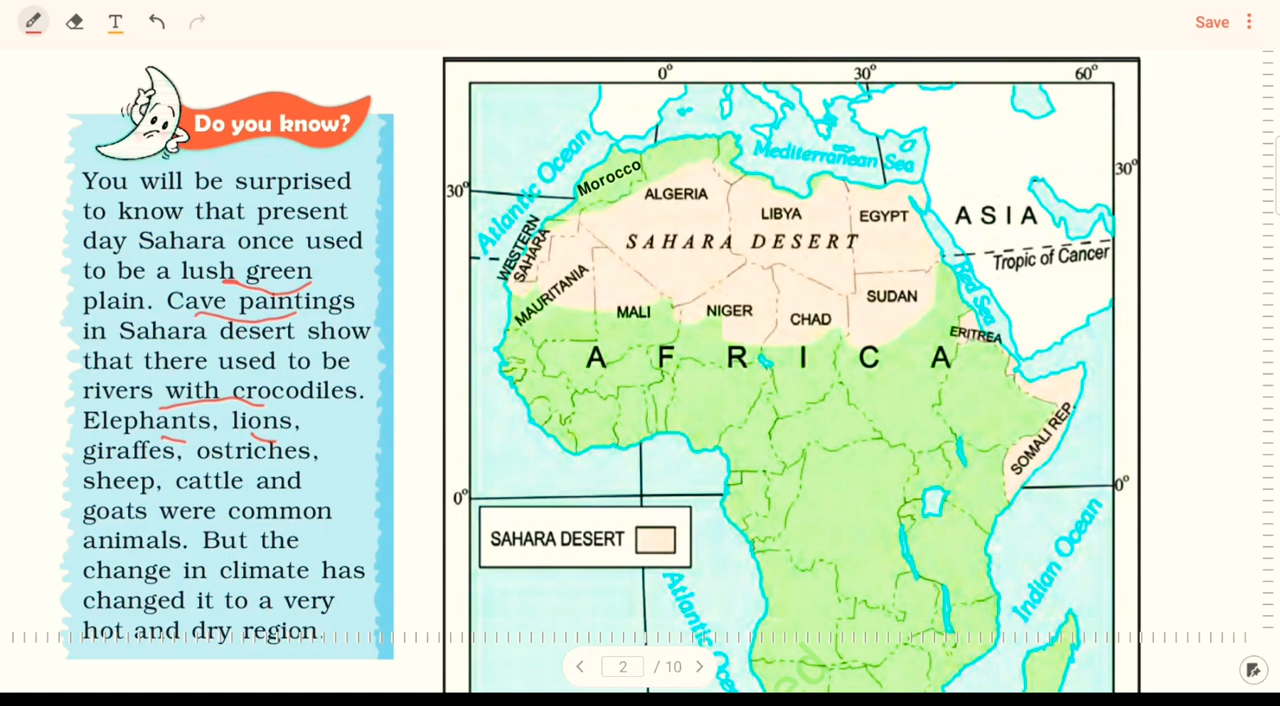 T
Save
Do you know?
You will be surprised
to know that present
day Sahara once used
to be a lush green
plain. Cave paintings
in Sahara desert show
that there used to be
rivers with crocodiles.
Elephants, lions,
giraffes, ostriches,
sheep, cattle and
goats were common
animals. But the
change in climate has
changed it to a very
hot and dry region.
0° 30° 60°
30°
30°
0°
0°
Atlantic Ocean
Mediterranean Sea
Morocco
ALGERIA
LIBYA
EGYPT
ASIA
WESTERN
SAHARA
SAHARA DESERT
Tropic of Cancer
MAURITANIA
MALI
NIGER
CHAD
SUDAN
Red Sea
ERITREA
AFRICA
SOMALI REP
SAHARA DESERT
Atlantic Oce
Indian Ocean
2 / 10